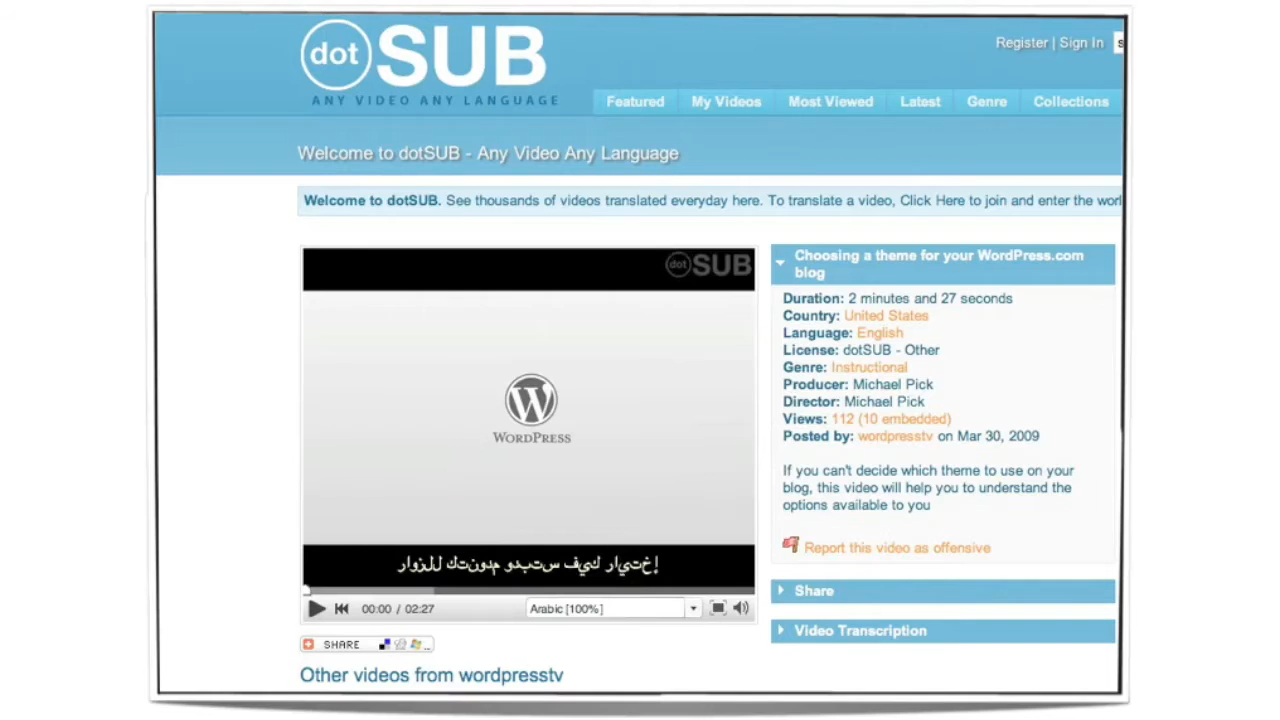 dot SUB
ANY VIDEO ANY LANGUAGE
Register | Sign In
Featured My Videos Most Viewed Latest Genre Collections
Welcome to dotSUB - Any Video Any Language
Welcome to dotSUB. See thousands of videos translated everyday here. To translate a video, Click Here to join and enter the
dot SUB
WORDPRESS
إختيار كيف ستبدو مدونتك للزوار
00:00 / 02:27
Arabic [100%]
SHARE
Other videos from wordpresstv
Choosing a theme for your WordPress.com
blog
Duration: 2 minutes and 27 seconds
Country: United States
Language: English
License: dotSUB - Other
Genre: Instructional
Producer: Michael Pick
Director: Michael Pick
Views: 112 (10 embedded)
Posted by: wordpresstv on Mar 30, 2009
If you can't decide which theme to use on your
blog, this video will help you to understand the
options available to you
Report this video as offensive
Share
Video Transcription